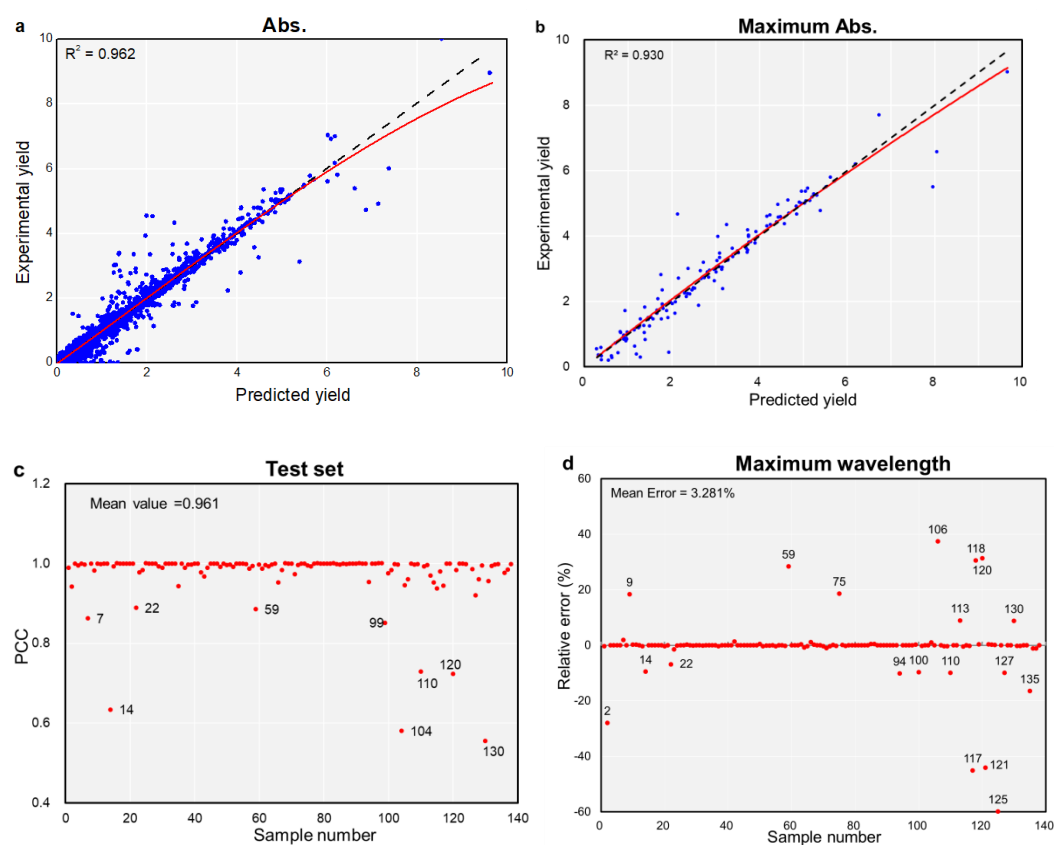 a
Abs.
R² = 0.962
10
8
6
4
2
0
0 2 4 6 8 10
Experimental yield
Predicted yield
b
Maximum Abs.
R² = 0.930
10
8
6
4
2
0
0 2 4 6 8 10
Experimental yield
Predicted yield
c
Test set
Mean value =0.961
1.2
1.0
0.8
0.6
0.4
7
22
59
99
14
110
120
104
130
0 20 40 60 80 100 120 140
PCC
Sample number
d
Maximum wavelength
Mean Error = 3.281%
60
40
20
0
-20
-40
-60
106
59
118
120
9
75
113
130
14
22
94
100
110
127
135
2
117
121
125
0 20 40 60 80 100 120 140
Relative error (%)
Sample number